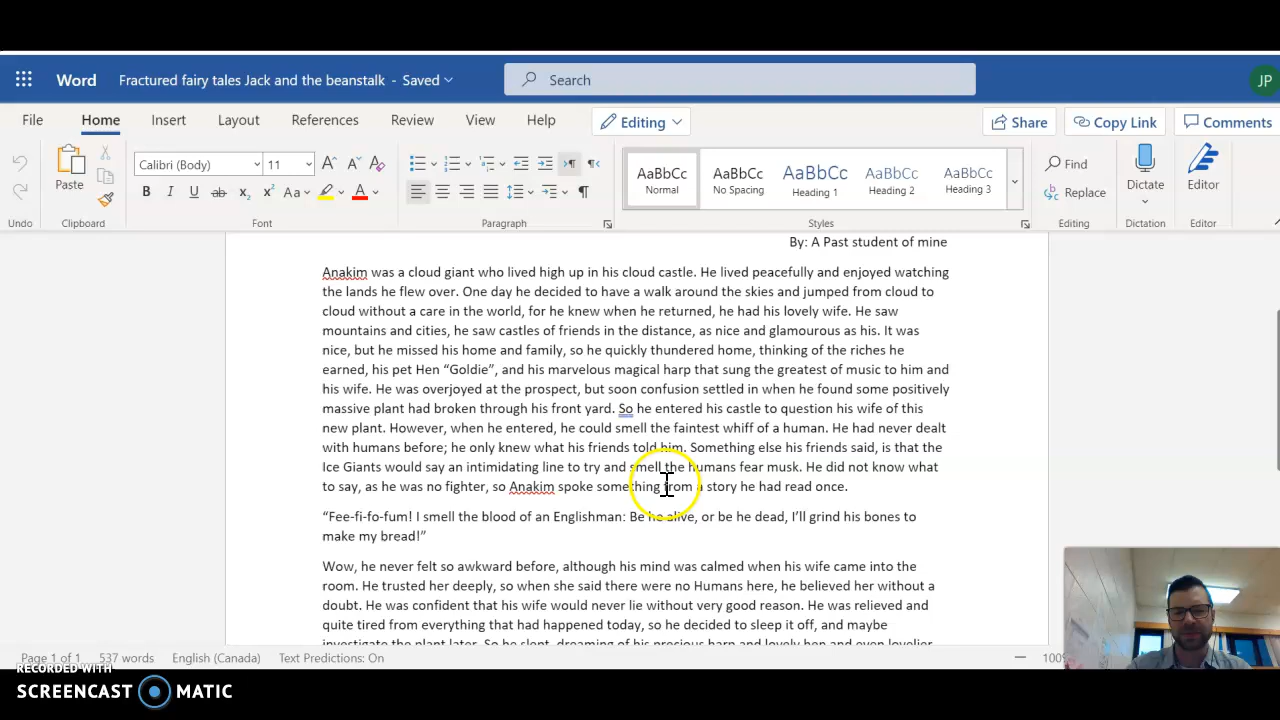 Word Fractured fairy tales Jack and the beanstalk - Saved Search JP
File Home Insert Layout References Review View Help Editing Share Copy Link Comments
Calibri (Body) 11 Find
Paste Replace Dictate Editor
AaBbCc AaBbCc AaBbCc AaBbCc AaBbCc
Normal No Spacing Heading 1 Heading 2 Heading 3
Undo Clipboard Font Paragraph Styles Editing Dictation Editor
By: A Past student of mine
Anakim was a cloud giant who lived high up in his cloud castle. He lived peacefully and enjoyed watching
the lands he flew over. One day he decided to have a walk around the skies and jumped from cloud to
cloud without a care in the world, for he knew when he returned, he had his lovely wife. He saw
mountains and cities, he saw castles of friends in the distance, as nice and glamourous as his. It was
nice, but he missed his home and family, so he quickly thundered home, thinking of the riches he
earned, his pet Hen “Goldie”, and his marvelous magical harp that sung the greatest of music to him and
his wife. He was overjoyed at the prospect, but soon confusion settled in when he found some positively
massive plant had broken through his front yard. So he entered his castle to question his wife of this
new plant. However, when he entered, he could smell the faintest whiff of a human. He had never dealt
with humans before; he only knew what his friends told him. Something else his friends said, is that the
Ice Giants would say an intimidating line to try and smell the humans fear musk. He did not know what
to say, as he was no fighter, so Anakim spoke something from a story he had read once.
“Fee-fi-fo-fum! I smell the blood of an Englishman: Be he alive, or be he dead, I’ll grind his bones to
make my bread!”
Wow, he never felt so awkward before, although his mind was calmed when his wife came into the
room. He trusted her deeply, so when she said there were no Humans here, he believed her without a
doubt. He was confident that his wife would never lie without very good reason. He was relieved and
quite tired from everything that had happened today, so he decided to sleep it off, and maybe
investigate the plant later. So he slept, dreaming of his precious harp and lovely hen and even lovelier
Page 1 of 1 537 words English (Canada) Text Predictions: On 100%
RECORDED WITH
SCREENCAST MATIC